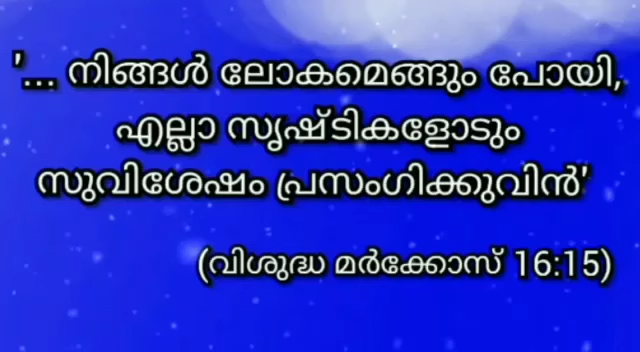 '... നിങ്ങൾ ലോകമെങ്ങും പോയി,
എല്ലാ സൃഷ്ടികളോടും
സുവിശേഷം പ്രസംഗിക്കുവിൻ'
(വിശുദ്ധ മർക്കോസ് 16:15)